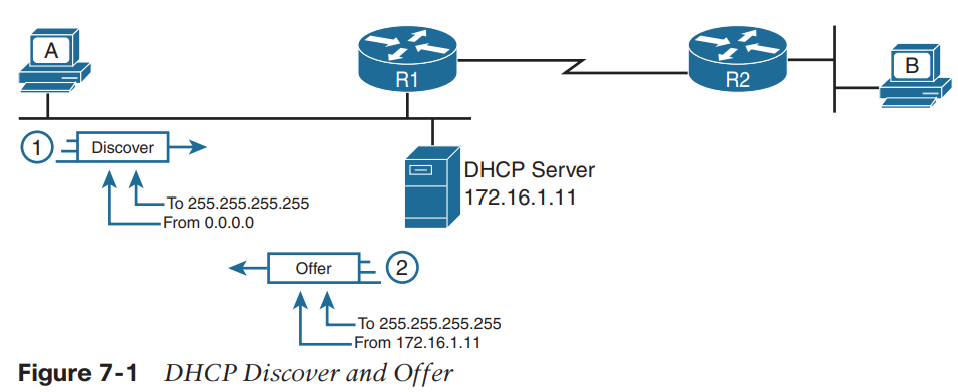 A
R1
R2
B
1
Discover
To 255.255.255.255
From 0.0.0.0
DHCP Server
172.16.1.11
Offer
2
To 255.255.255.255
From 172.16.1.11
Figure 7-1 DHCP Discover and Offer